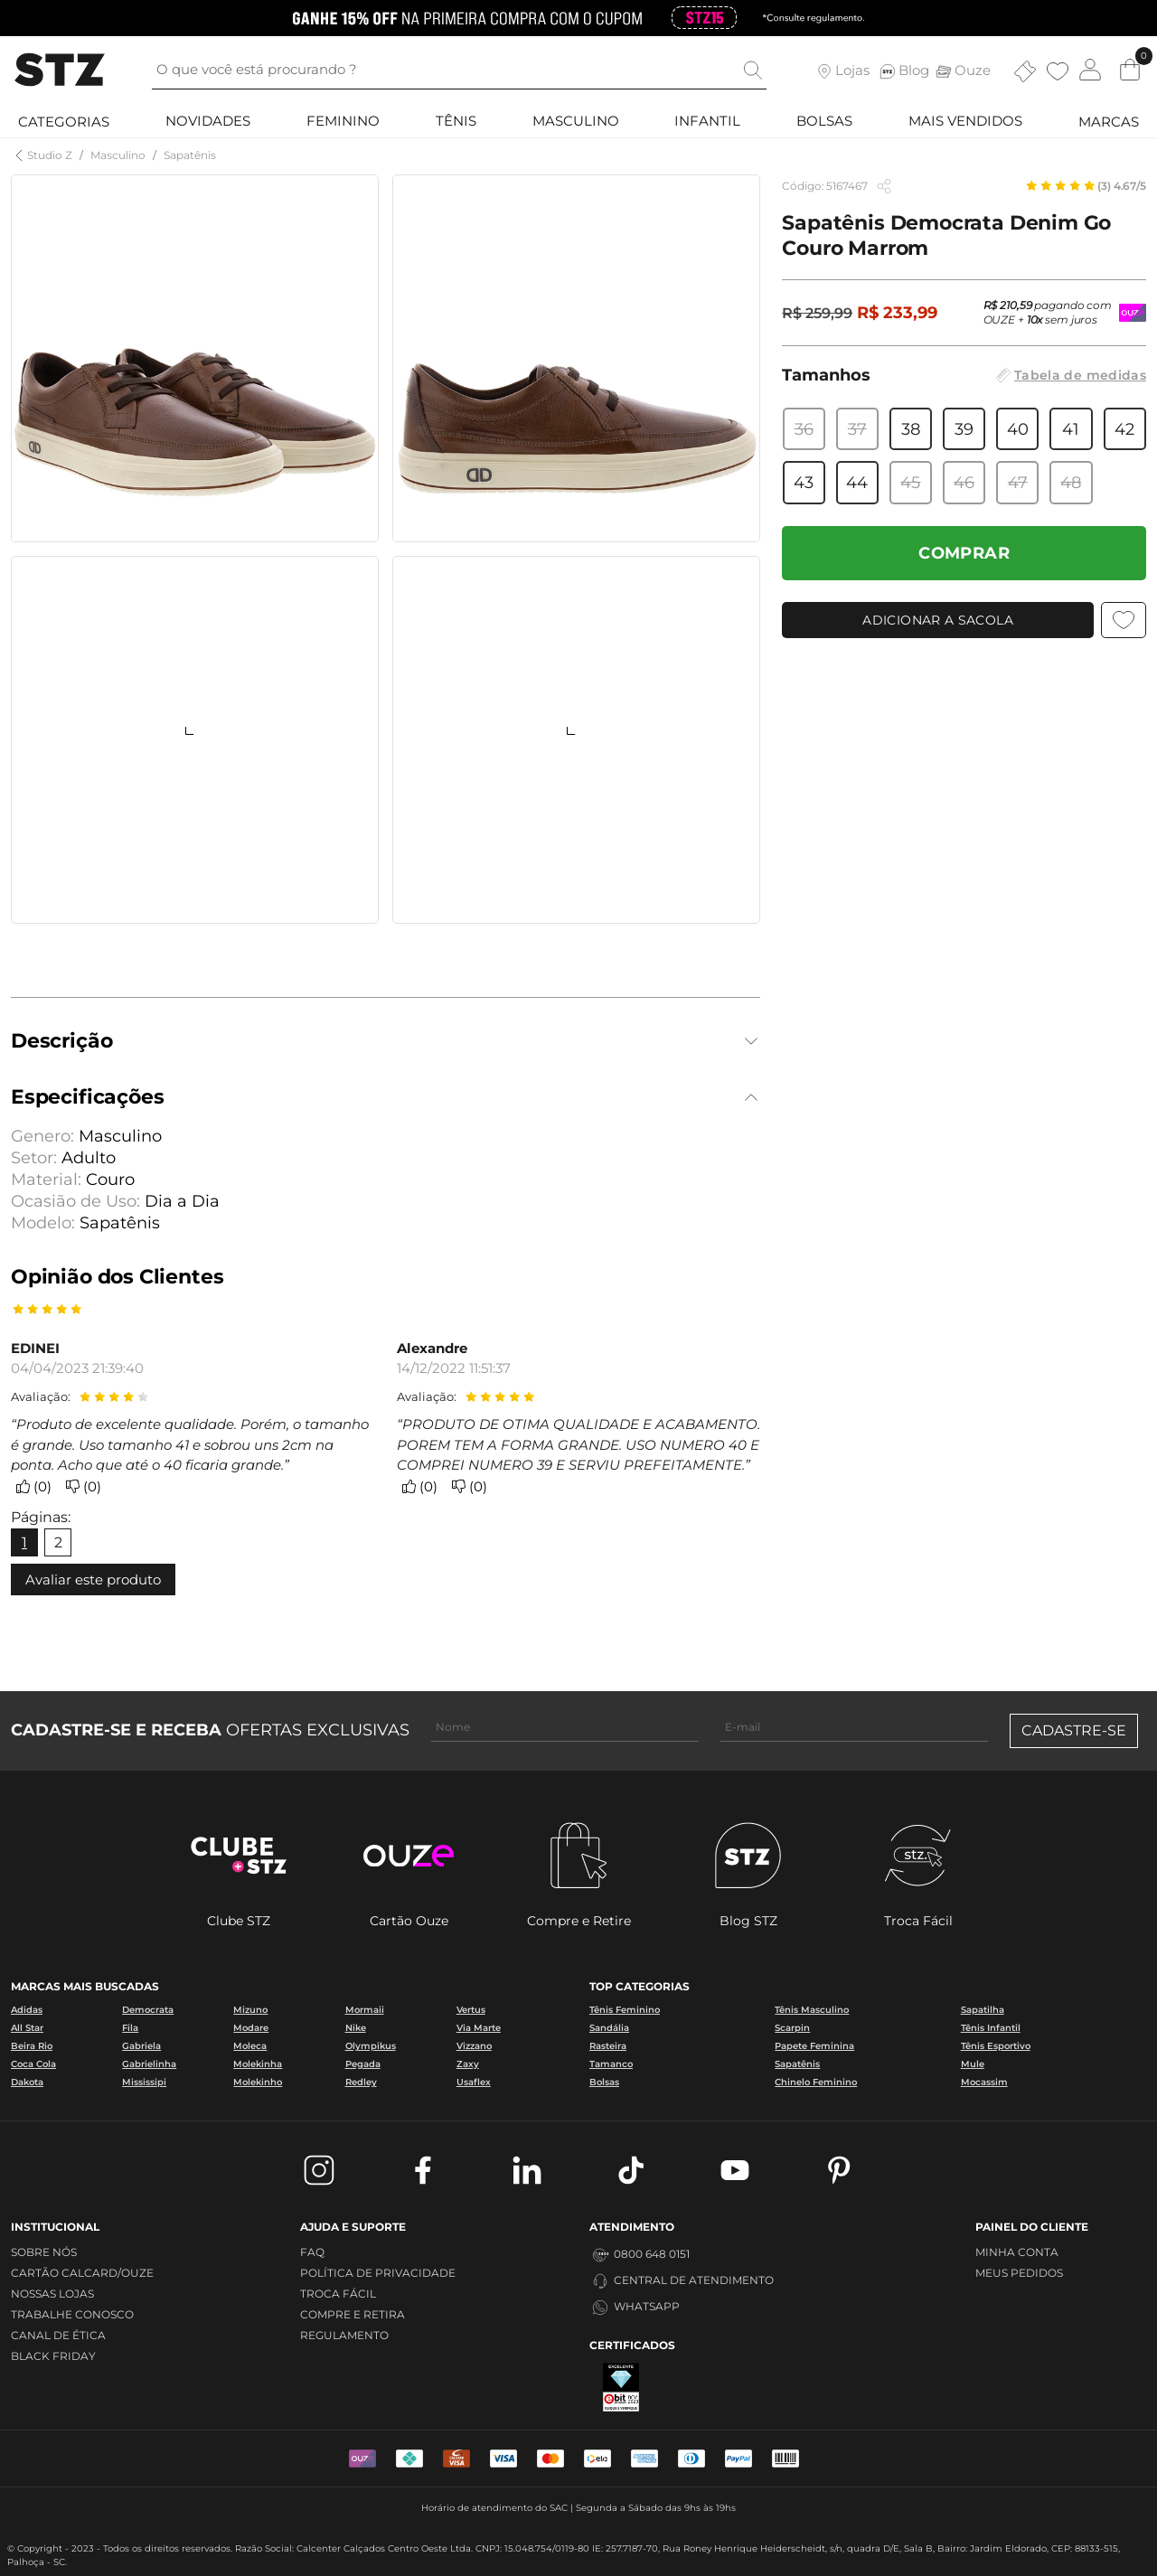 GANHE 15% OFF NA PRIMEIRA COMPRA COM O CUPOM STZ15 *Consulte regulamento.
STZ
O que você está procurando ?
Lojas
STZ Blog
Ouze
0
CATEGORIAS NOVIDADES FEMININO TÊNIS MASCULINO INFANTIL BOLSAS MAIS VENDIDOS MARCAS
Studio Z / Masculino / Sapatênis
Código: 5167467
(3) 4.67/5
Sapatênis Democrata Denim Go
Couro Marrom
R$ 259,99 R$ 233,99
R$ 210,59 pagando com
OUZE + 10x sem juros
Tamanhos
Tabela de medidas
36 37 38 39 40 41 42
43 44 45 46 47 48
COMPRAR
ADICIONAR A SACOLA
Descrição
Especificações
Genero: Masculino
Setor: Adulto
Material: Couro
Ocasião de Uso: Dia a Dia
Modelo: Sapatênis
Opinião dos Clientes
EDINEI
04/04/2023 21:39:40
Avaliação:
“Produto de excelente qualidade. Porém, o tamanho
é grande. Uso tamanho 41 e sobrou uns 2cm na
ponta. Acho que até o 40 ficaria grande.”
(0) (0)
Alexandre
14/12/2022 11:51:37
Avaliação:
“PRODUTO DE OTIMA QUALIDADE E ACABAMENTO.
POREM TEM A FORMA GRANDE. USO NUMERO 40 E
COMPREI NUMERO 39 E SERVIU PREFEITAMENTE.”
(0) (0)
Páginas:
1 2
Avaliar este produto
CADASTRE-SE E RECEBA OFERTAS EXCLUSIVAS
Nome
E-mail
CADASTRE-SE
CLUBE
+STZ
ouze
STZ
stz.
Clube STZ
Cartão Ouze
Compre e Retire
Blog STZ
Troca Fácil
MARCAS MAIS BUSCADAS
Adidas Democrata Mizuno Mormaii Vertus
All Star Fila Modare Nike Via Marte
Beira Rio Gabriela Moleca Olympikus Vizzano
Coca Cola Gabrielinha Molekinha Pegada Zaxy
Dakota Mississipi Molekinho Redley Usaflex
TOP CATEGORIAS
Tênis Feminino Tênis Masculino Sapatilha
Sandália Scarpin Tênis Infantil
Rasteira Papete Feminina Tênis Esportivo
Tamanco Sapatênis Mule
Bolsas Chinelo Feminino Mocassim
INSTITUCIONAL
SOBRE NÓS
CARTÃO CALCARD/OUZE
NOSSAS LOJAS
TRABALHE CONOSCO
CANAL DE ÉTICA
BLACK FRIDAY
AJUDA E SUPORTE
FAQ
POLÍTICA DE PRIVACIDADE
TROCA FÁCIL
COMPRE E RETIRA
REGULAMENTO
ATENDIMENTO
0800 648 0151
CENTRAL DE ATENDIMENTO
WHATSAPP
CERTIFICADOS
EXCELENTE
PAINEL DO CLIENTE
MINHA CONTA
MEUS PEDIDOS
VISA
elo
PayPal
Horário de atendimento do SAC | Segunda a Sábado das 9hs às 19hs
© Copyright - 2023 - Todos os direitos reservados. Razão Social: Calcenter Calçados Centro Oeste Ltda. CNPJ: 15.048.754/0119-80 IE: 257.7187-70, Rua Roney Henrique Heiderscheidt, s/n, quadra D/E, Sala B, Bairro: Jardim Eldorado, CEP: 88133-515,
Palhoça - SC.